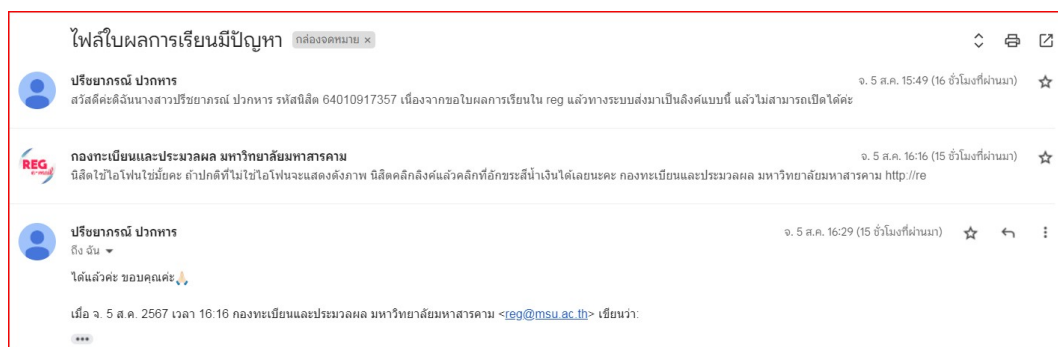 ไฟล์ใบผลการเรียนมีปัญหา กล่องจดหมาย ×
ปรีชยาภรณ์ ปวกหาร จ. 5 ส.ค. 15:49 (16 ชั่วโมงที่ผ่านมา)
สวัสดีค่ะดิฉันนางสาวปรีชยาภรณ์ ปวกหาร รหัสนิสิต 64010917357 เนื่องจากขอใบผลการเรียนใน reg แล้วทางระบบส่งมาเป็นลิงค์แบบนี้ แล้วไม่สามารถเปิดได้ค่ะ
REG
e-mail
กองทะเบียนและประมวลผล มหาวิทยาลัยมหาสารคาม จ. 5 ส.ค. 16:16 (15 ชั่วโมงที่ผ่านมา)
นิสิตใช้ไอโฟนใช่มั้ยคะ ถ้าปกติที่ไม่ใช่ไอโฟนจะแสดงดังภาพ นิสิตคลิกลิงค์แล้วคลิกที่อักขระสีน้ำเงินได้เลยนะคะ กองทะเบียนและประมวลผล มหาวิทยาลัยมหาสารคาม http://re
ปรีชยาภรณ์ ปวกหาร จ. 5 ส.ค. 16:29 (15 ชั่วโมงที่ผ่านมา)
ถึง ฉัน
ได้แล้วค่ะ ขอบคุณค่ะ🙏🏻
เมื่อ จ. 5 ส.ค. 2567 เวลา 16:16 กองทะเบียนและประมวลผล มหาวิทยาลัยมหาสารคาม <reg@msu.ac.th> เขียนว่า: